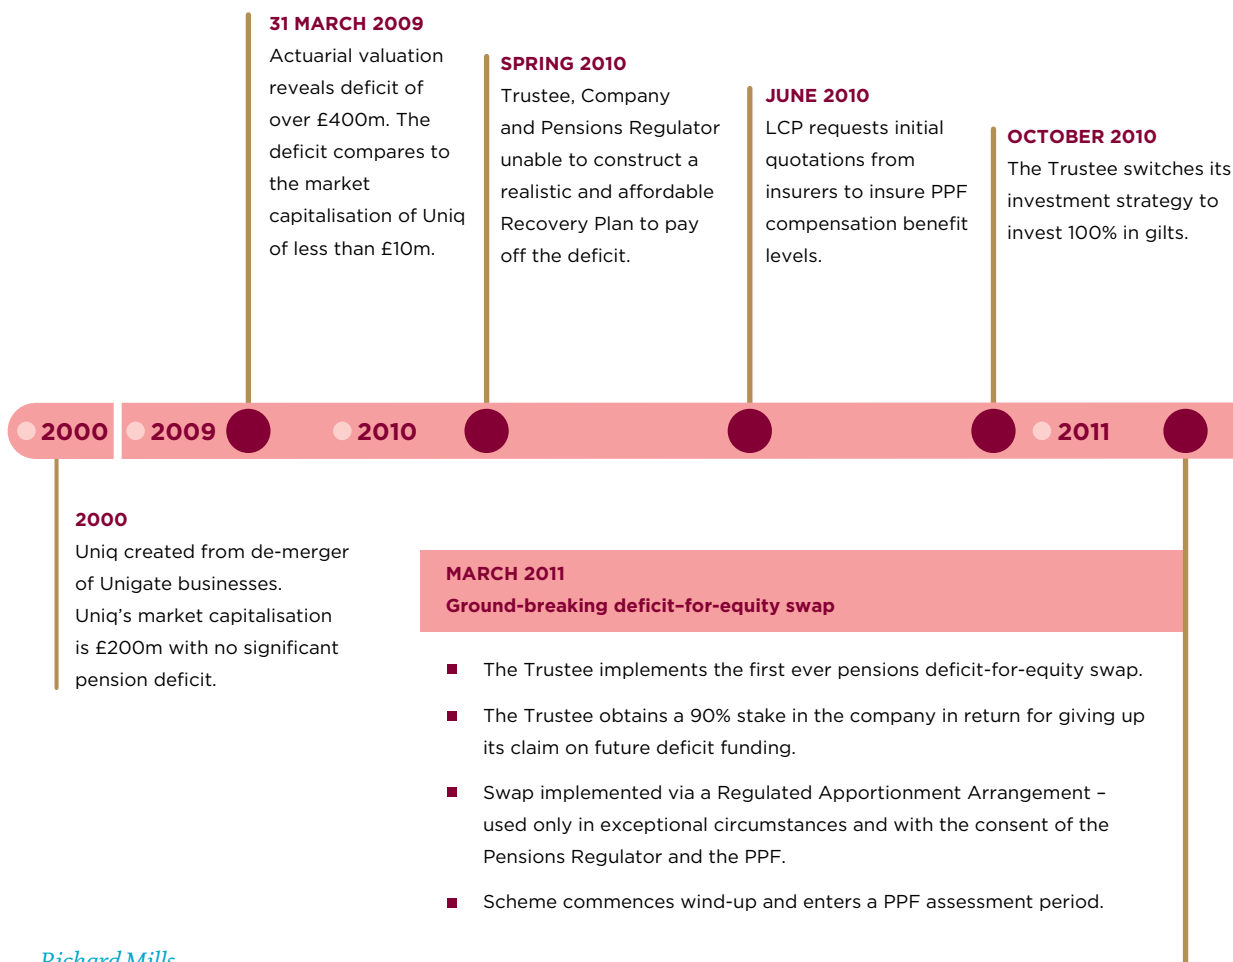 31 MARCH 2009
Actuarial valuation
reveals deficit of
over £400m. The
deficit compares to
the market
capitalisation of Uniq
of less than £10m.
SPRING 2010
Trustee, Company
and Pensions Regulator
unable to construct a
realistic and affordable
Recovery Plan to pay
off the deficit.
JUNE 2010
LCP requests initial
quotations from
insurers to insure PPF
compensation benefit
levels.
OCTOBER 2010
The Trustee switches its
investment strategy to
invest 100% in gilts.
2000 2009 2010 2011
2000
Uniq created from de-merger
of Unigate businesses.
Uniq’s market capitalisation
is £200m with no significant
pension deficit.
MARCH 2011
Ground-breaking deficit–for-equity swap
The Trustee implements the first ever pensions deficit-for-equity swap.
The Trustee obtains a 90% stake in the company in return for giving up
its claim on future deficit funding.
Swap implemented via a Regulated Apportionment Arrangement –
used only in exceptional circumstances and with the consent of the
Pensions Regulator and the PPF.
Scheme commences wind-up and enters a PPF assessment period.
Richard Mills